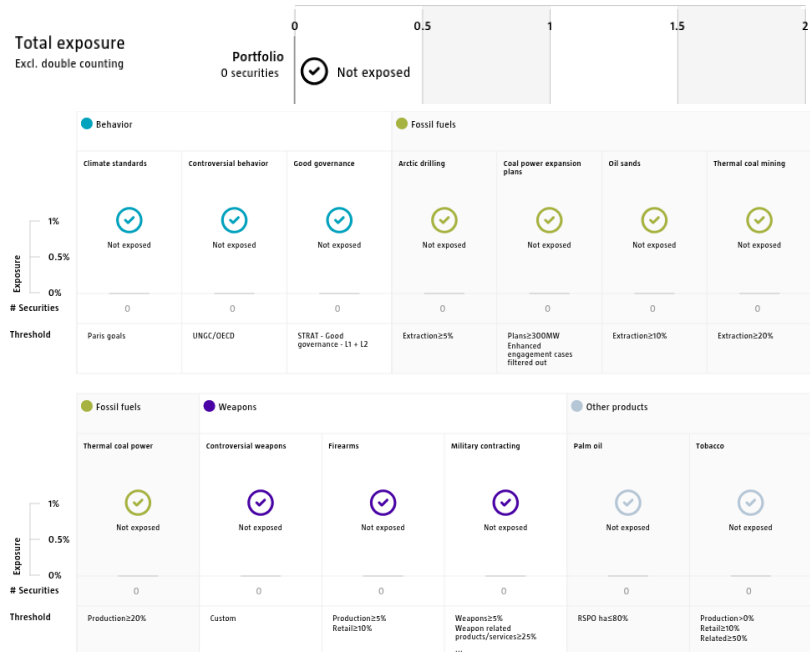 0 0.5 1 1.5 2
Total exposure
Excl. double counting
Portfolio
0 securities
Not exposed
Behavior Fossil fuels
Climate standards Controversial behavior Good governance Arctic drilling Coal power expansion plans Oil sands Thermal coal mining
Exposure
1%
0.5%
0%
Not exposed Not exposed Not exposed Not exposed Not exposed Not exposed Not exposed
# Securities 0 0 0 0 0 0 0
Threshold Paris goals UNGC/OECD STRAT - Good Extraction≥5% Plans≥300MW Extraction≥10% Extraction≥20%
governance - L1 + L2 Enhanced
engagement cases
filtered out
Fossil fuels Weapons Other products
Thermal coal power Controversial weapons Firearms Military contracting Palm oil Tobacco
Exposure
1%
0.5%
0%
Not exposed Not exposed Not exposed Not exposed Not exposed Not exposed
# Securities 0 0 0 0 0 0
Threshold Production≥20% Custom Production≥5% Weapons≥5% RSPO ha≤80% Production>0%
Retail≥10% Weapon related Retail≥10%
products/services≥25% Related≥50%